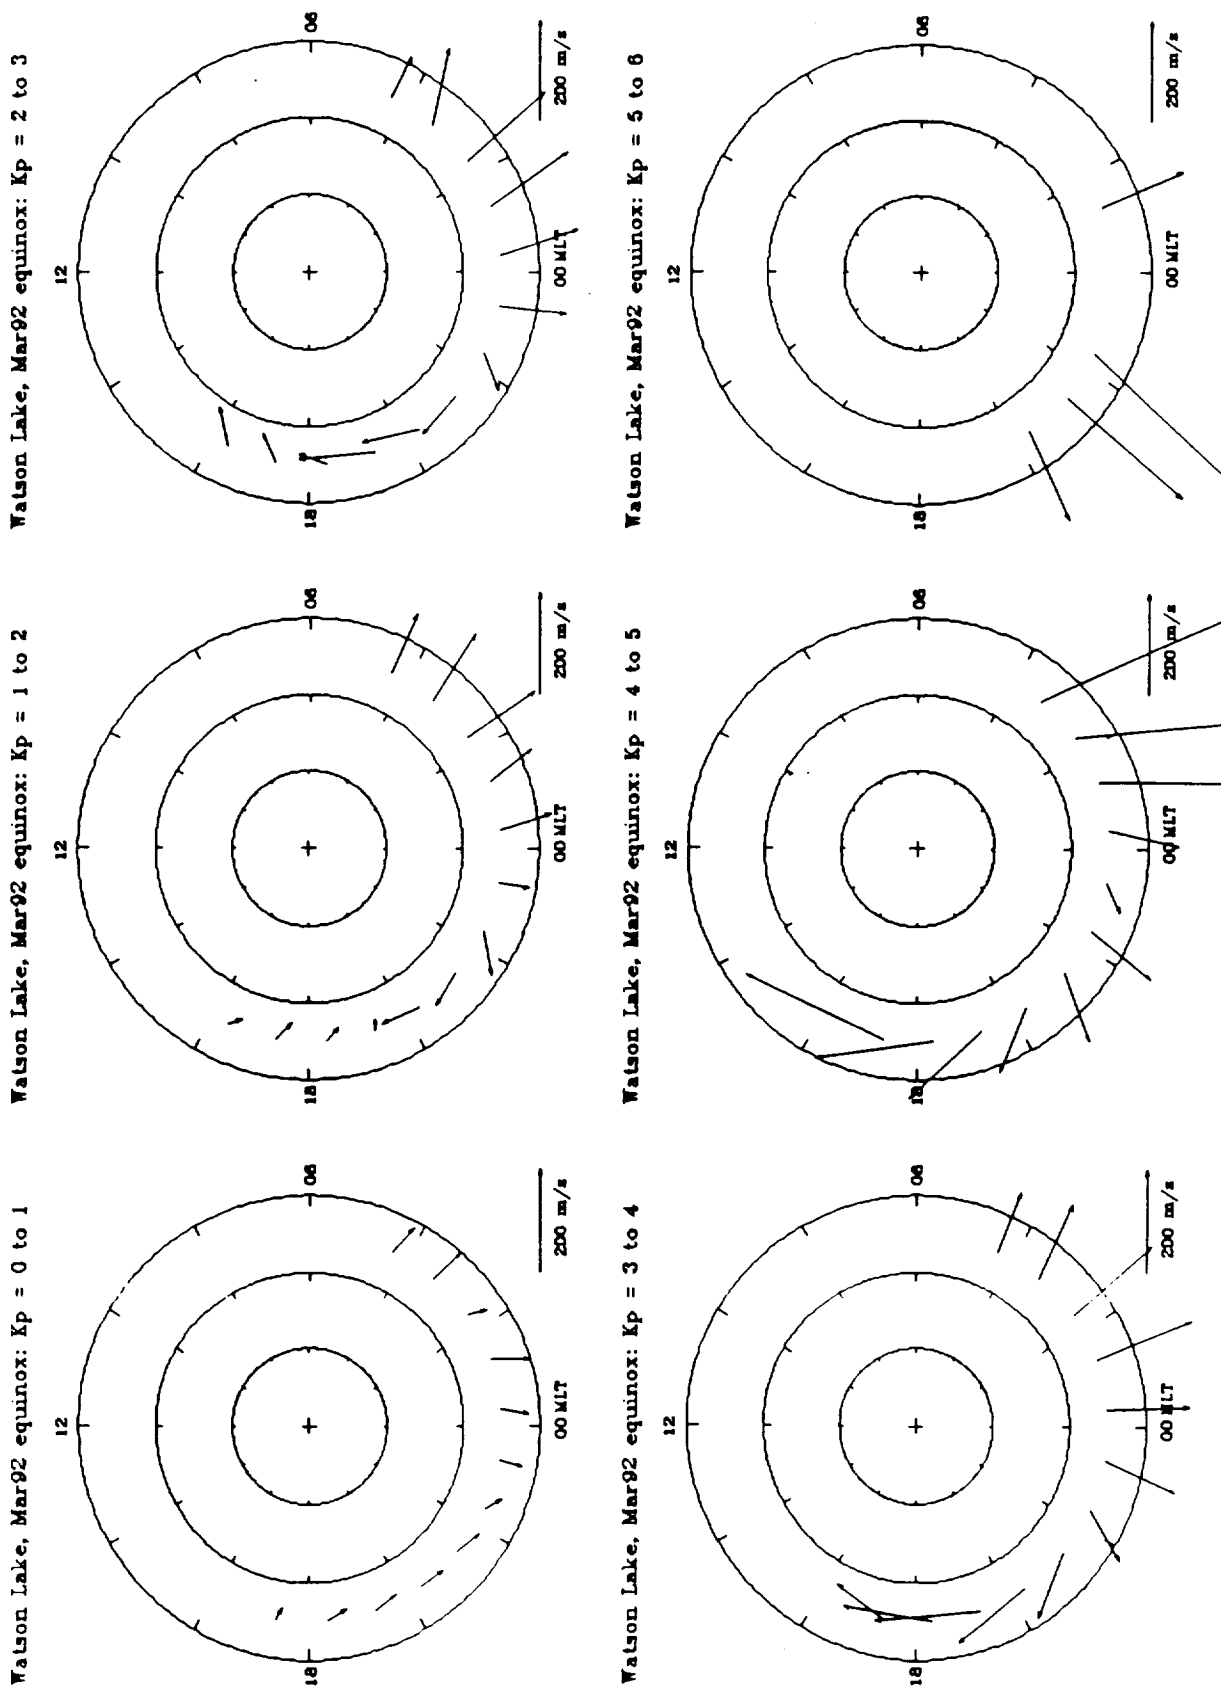 Watson Lake, Mar92 equinox: Kp = 0 to 1
12
18
06
00 MLT
200 m/s
Watson Lake, Mar92 equinox: Kp = 1 to 2
12
18
06
00 MLT
200 m/s
Watson Lake, Mar92 equinox: Kp = 2 to 3
12
18
06
00 MLT
200 m/s
Watson Lake, Mar92 equinox: Kp = 3 to 4
12
18
06
00 MLT
200 m/s
Watson Lake, Mar92 equinox: Kp = 4 to 5
12
18
06
00 MLT
200 m/s
Watson Lake, Mar92 equinox: Kp = 5 to 6
12
18
06
00 MLT
200 m/s